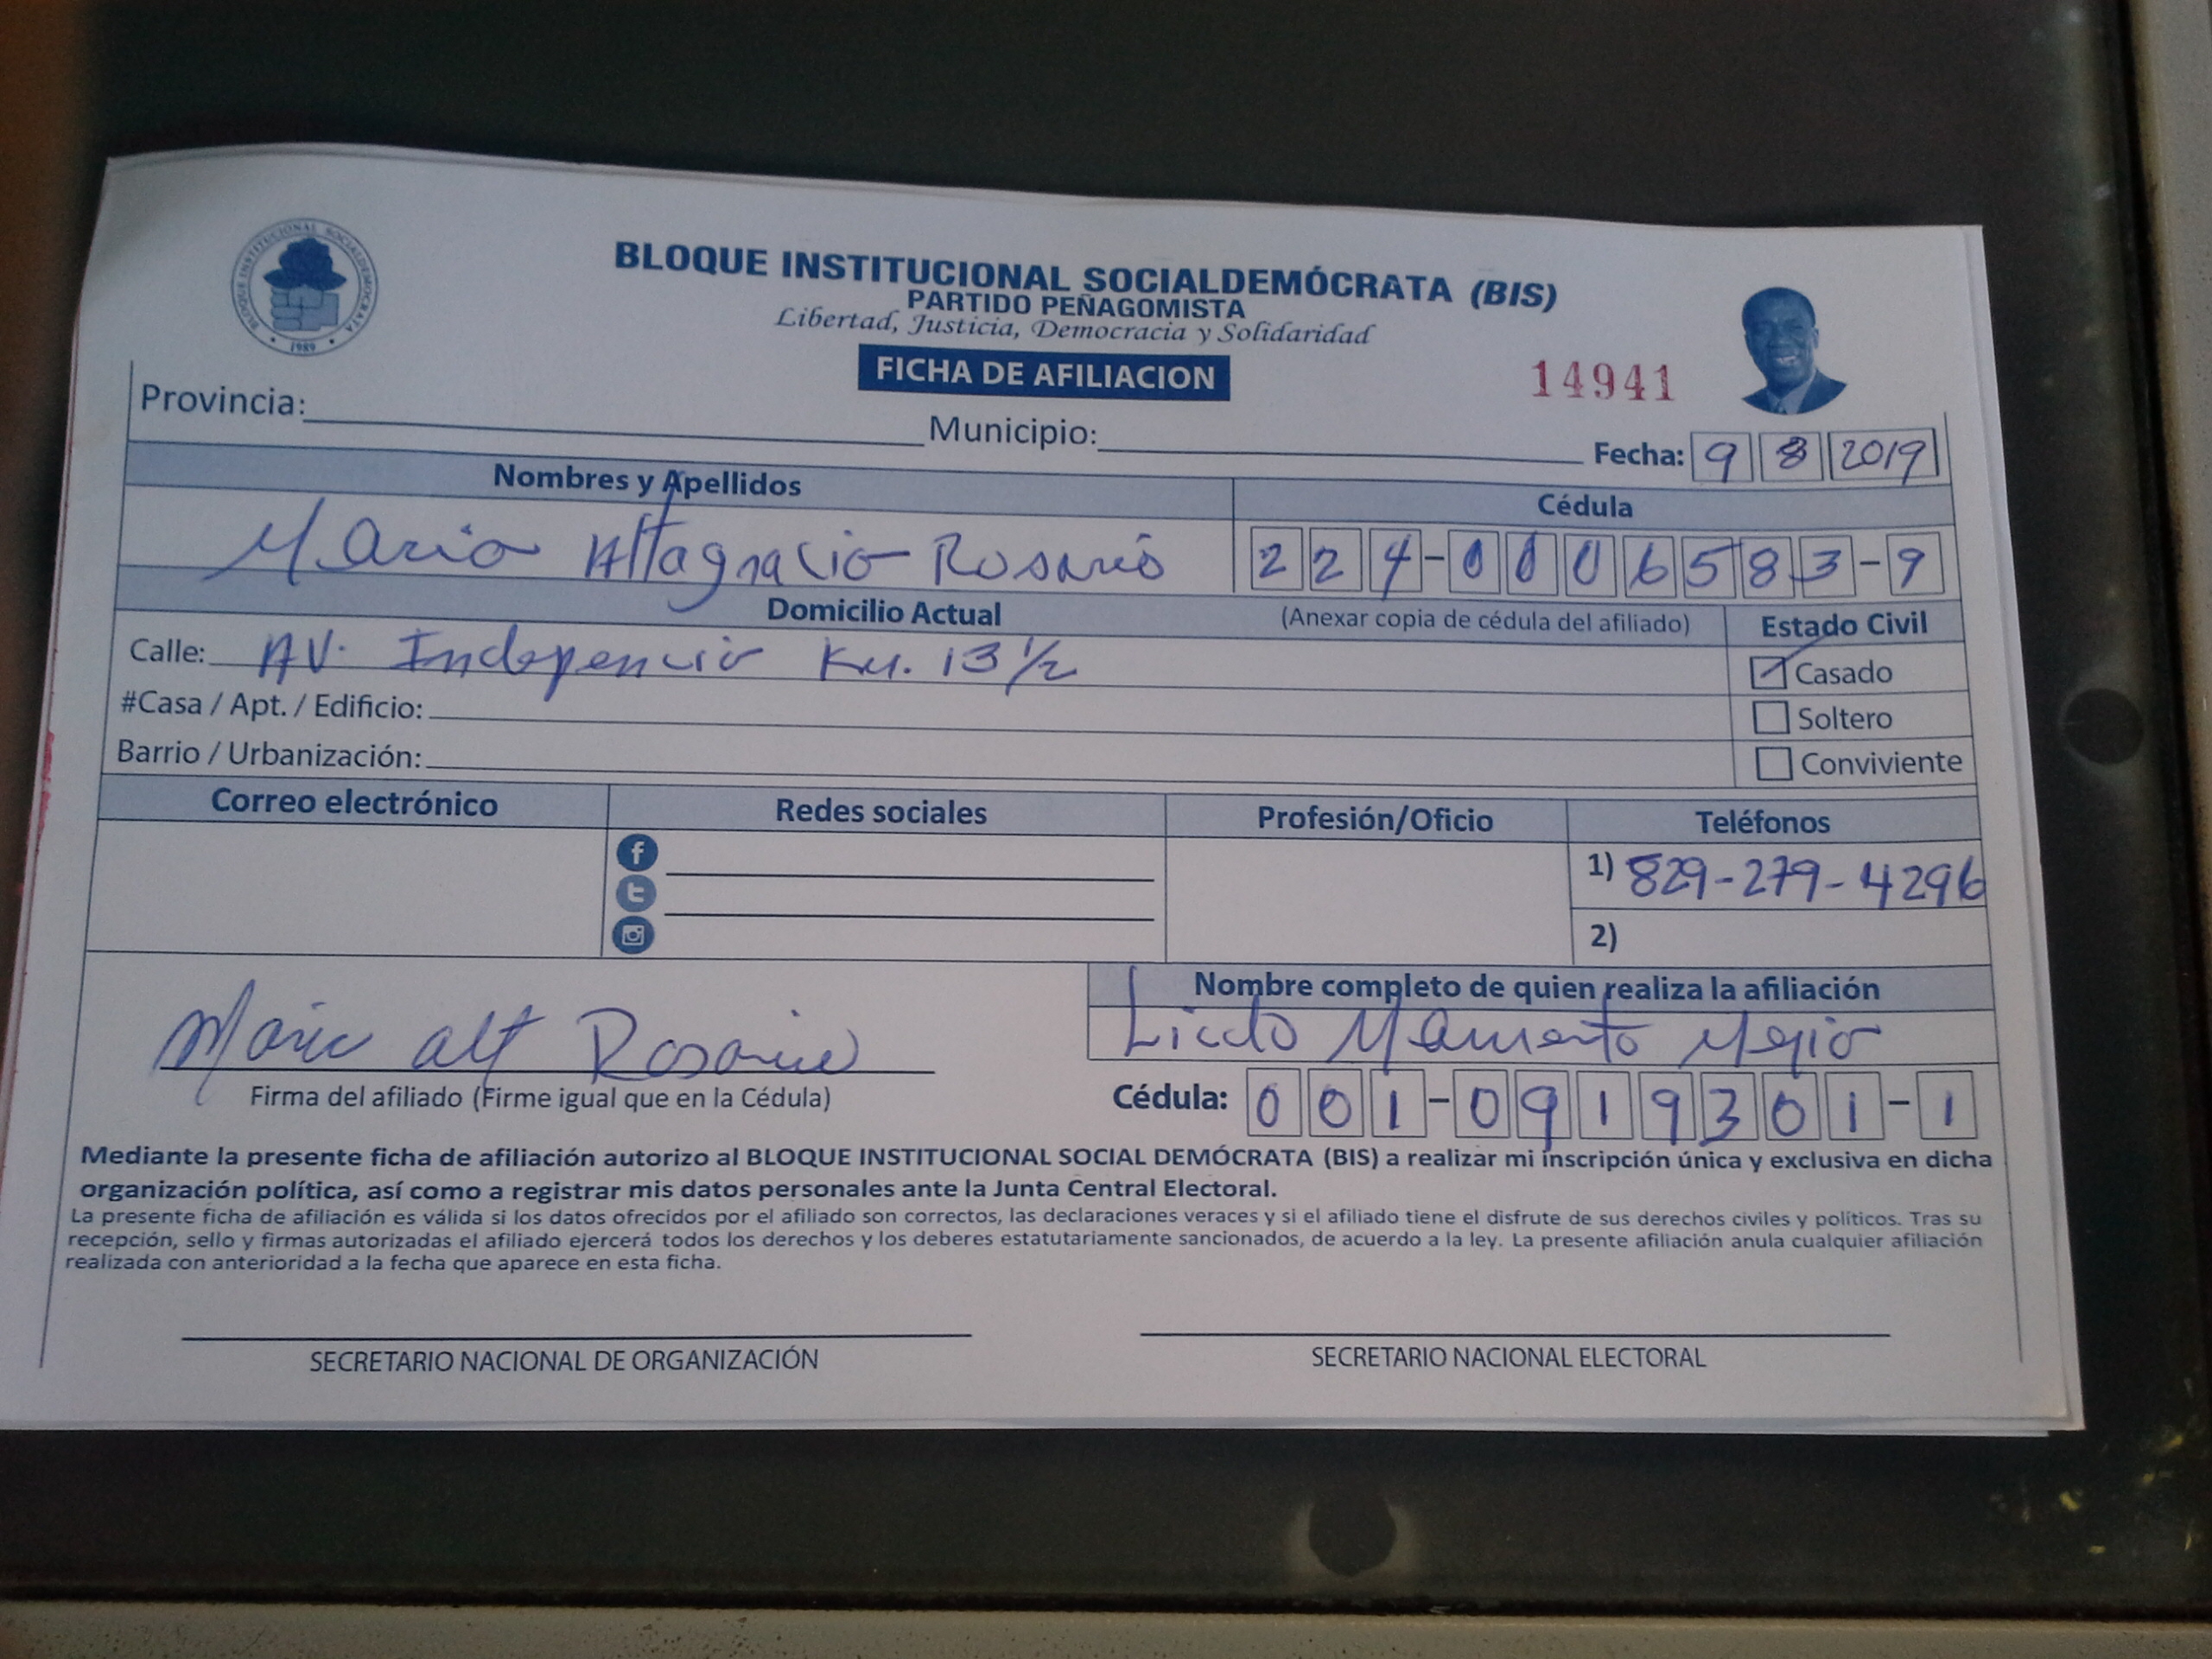 BLOQUE INSTITUCIONAL SOCIALDEMOCRATA
1989
BLOQUE INSTITUCIONAL SOCIALDEMÓCRATA (BIS)
PARTIDO PEÑAGOMISTA
Libertad, Justicia, Democracia y Solidaridad
FICHA DE AFILIACION
14941
Provincia:
Municipio:
Fecha: 9 8 2019
Nombres y Apellidos
Cédula
Mario Altagracio Rosario
224-0006583-9
Domicilio Actual
(Anexar copia de cédula del afiliado)
Estado Civil
Calle: AV. Indepencio KM. 13 1/2
Casado
#Casa / Apt. / Edificio:
Soltero
Barrio / Urbanización:
Conviviente
Correo electrónico
Redes sociales
Profesión/Oficio
Teléfonos
1) 829-279-4296
2)
Nombre completo de quien realiza la afiliación
Licdo Mejio
Alt Rosario
Firma del afiliado (Firme igual que en la Cédula)
Cédula: 001-0919301-1
Mediante la presente ficha de afiliación autorizo al BLOQUE INSTITUCIONAL SOCIAL DEMÓCRATA (BIS) a realizar mi inscripción única y exclusiva en dicha
organización política, así como a registrar mis datos personales ante la Junta Central Electoral.
La presente ficha de afiliación es válida si los datos ofrecidos por el afiliado son correctos, las declaraciones veraces y si el afiliado tiene el disfrute de sus derechos civiles y políticos. Tras su
recepción, sello y firmas autorizadas el afiliado ejercerá todos los derechos y los deberes estatutariamente sancionados, de acuerdo a la ley. La presente afiliación anula cualquier afiliación
realizada con anterioridad a la fecha que aparece en esta ficha.
SECRETARIO NACIONAL DE ORGANIZACIÓN
SECRETARIO NACIONAL ELECTORAL